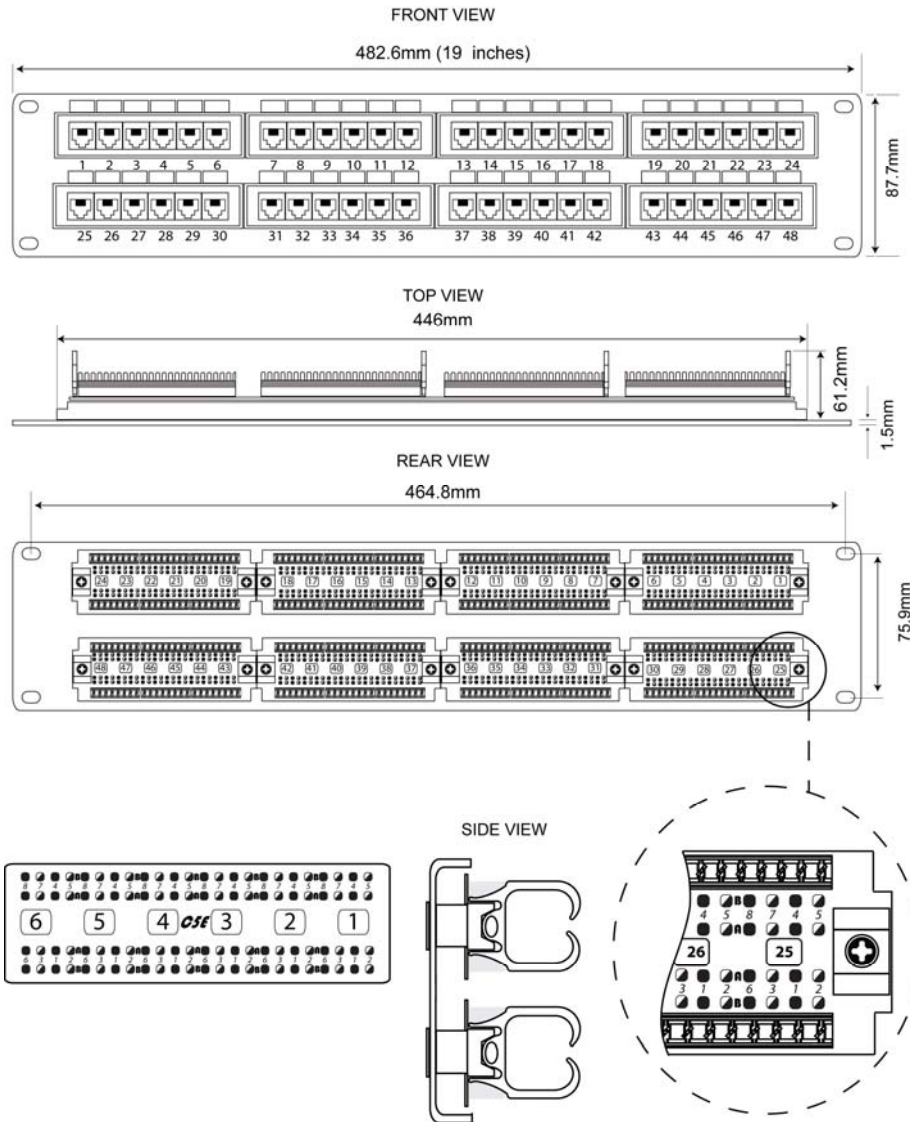 FRONT VIEW
482.6mm (19 inches)
87.7mm
1 2 3 4 5 6 7 8 9 10 11 12 13 14 15 16 17 18 19 20 21 22 23 24
25 26 27 28 29 30 31 32 33 34 35 36 37 38 39 40 41 42 43 44 45 46 47 48
TOP VIEW
446mm
61.2mm
1.5mm
REAR VIEW
464.8mm
75.9mm
24 23 22 21 20 19 18 17 16 15 14 13 12 11 10 9 8 7 6 5 4 3 2 1
48 47 46 45 44 43 42 41 40 39 38 37 36 35 34 33 32 31 30 29 28 27 26 25
SIDE VIEW
6 5 4 C5E 3 2 1
4 5 B 8 7 4 5
A
26 25
A
3 1 2 6 3 1 2
B